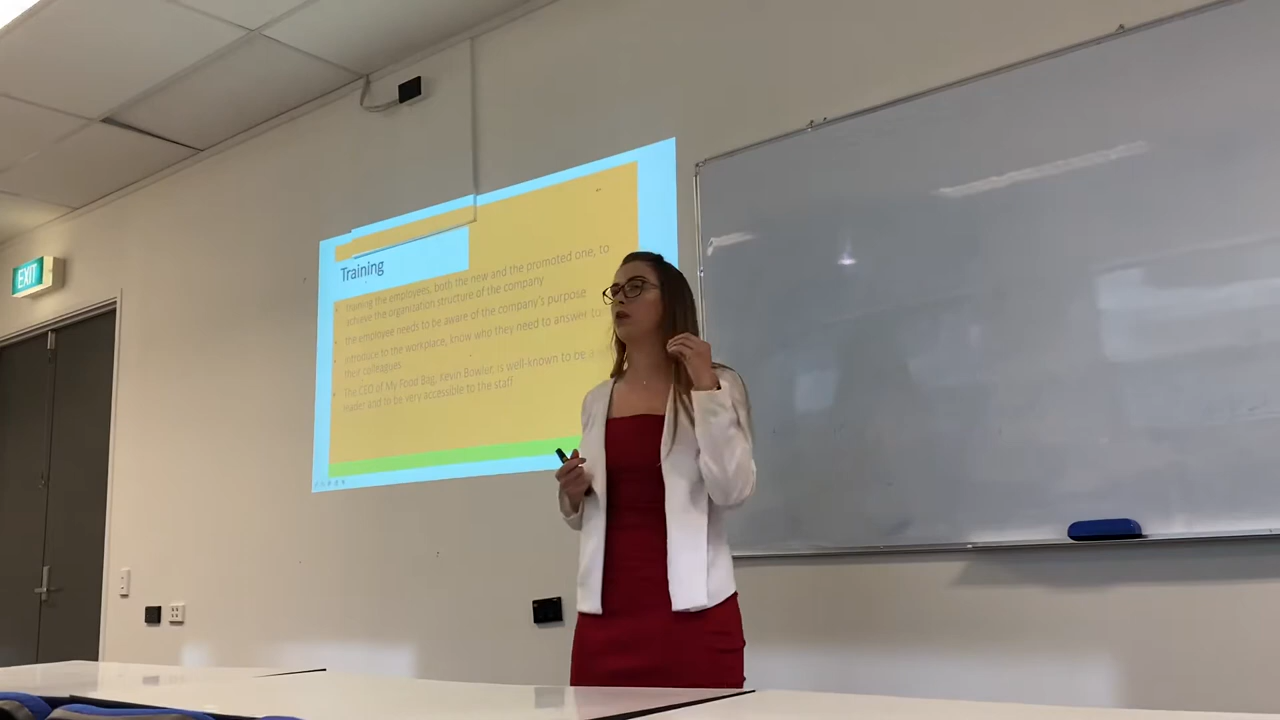 EXIT
Training
training the employees, both the new and the promoted one, to
achieve the organization structure of the company
the employee needs to be aware of the company's purpose
introduce to the workplace, know who they need to answer to
their colleagues
The CEO of My Food Bag, Kevin Bowler, is well-known to be a
leader and to be very accessible to the staff